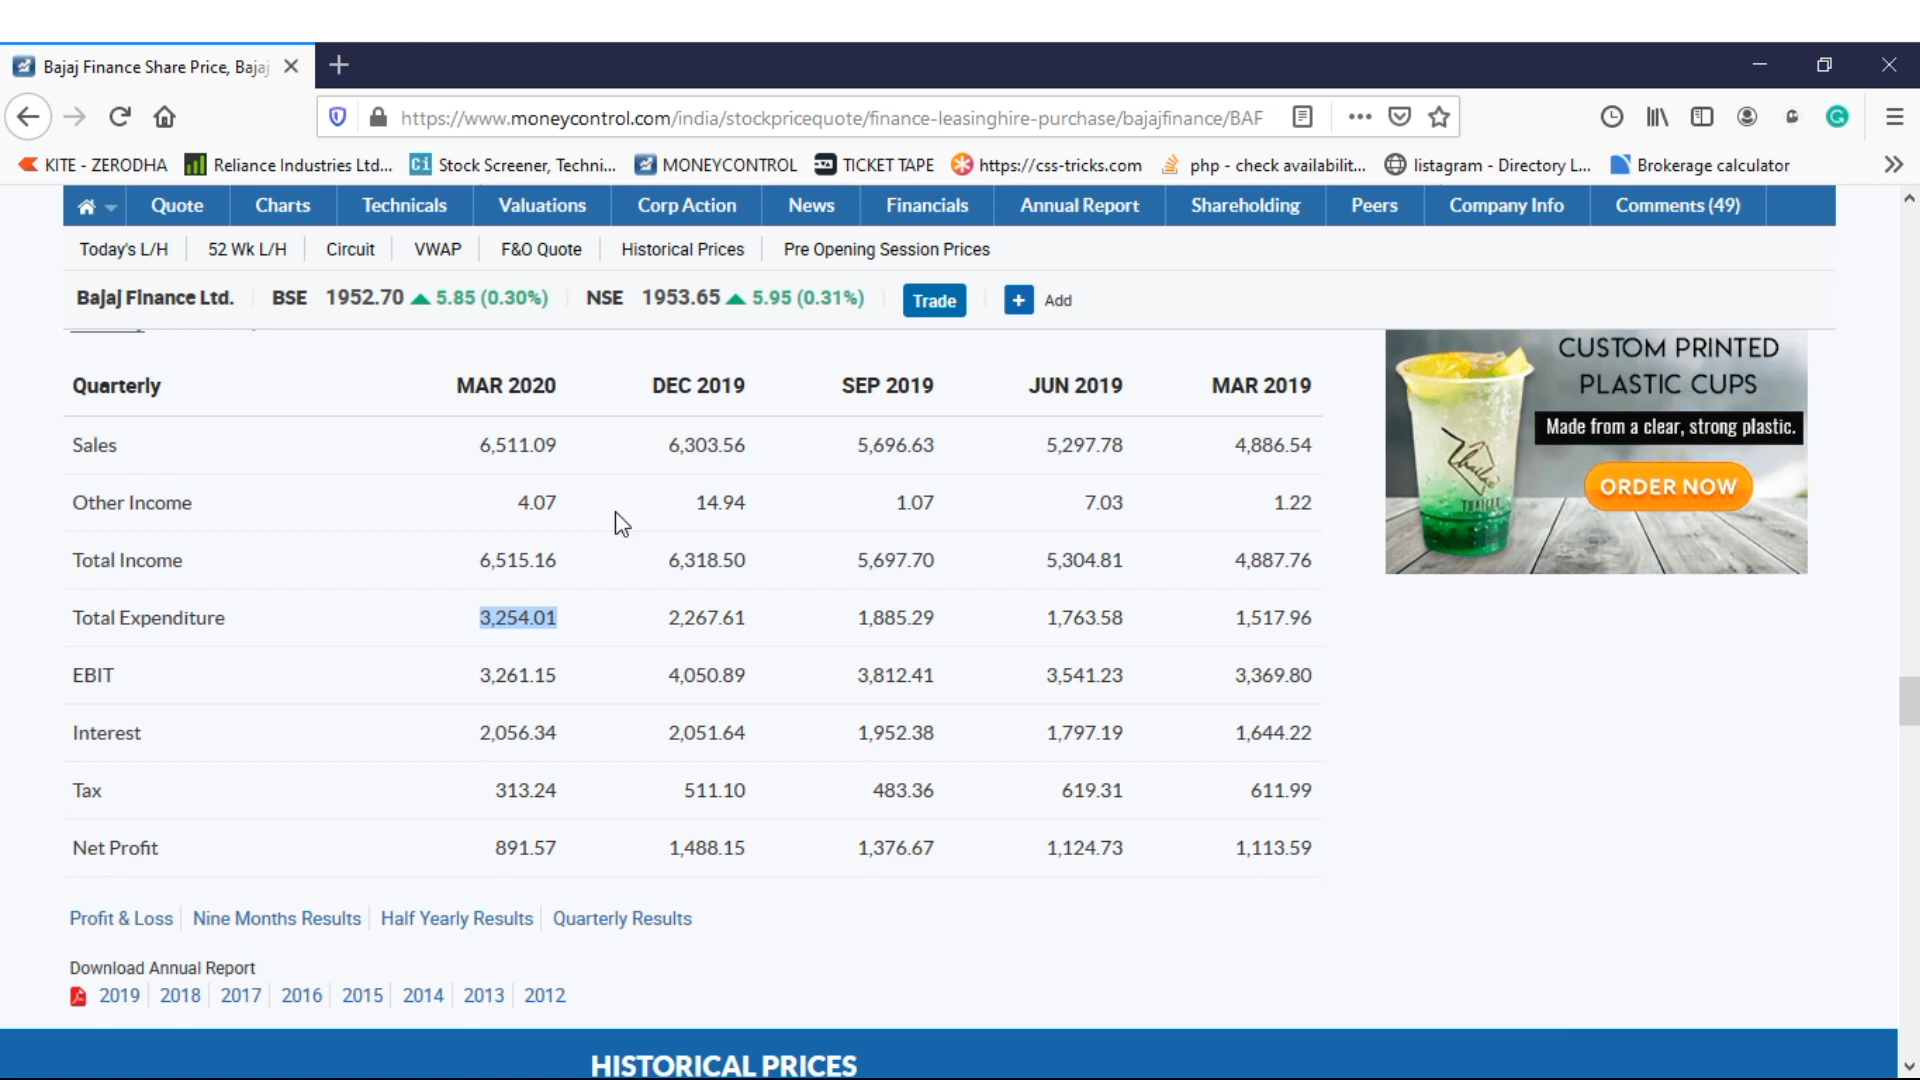 Bajaj Finance Share Price, Bajaj
https://www.moneycontrol.com/india/stockpricequote/finance-leasinghire-purchase/bajajfinance/BAF
KITE - ZERODHA Reliance Industries Ltd... Ci Stock Screener, Techni... MONEYCONTROL TICKET TAPE https://css-tricks.com php - check availabilit... listagram - Directory L... Brokerage calculator
Quote Charts Technicals Valuations Corp Action News Financials Annual Report Shareholding Peers Company Info Comments (49)
Today's L/H 52 Wk L/H Circuit VWAP F&O Quote Historical Prices Pre Opening Session Prices
Bajaj Finance Ltd. BSE 1952.70 5.85 (0.30%) NSE 1953.65 5.95 (0.31%) Trade + Add
Quarterly MAR 2020 DEC 2019 SEP 2019 JUN 2019 MAR 2019
Sales 6,511.09 6,303.56 5,696.63 5,297.78 4,886.54
Other Income 4.07 14.94 1.07 7.03 1.22
Total Income 6,515.16 6,318.50 5,697.70 5,304.81 4,887.76
Total Expenditure 3,254.01 2,267.61 1,885.29 1,763.58 1,517.96
EBIT 3,261.15 4,050.89 3,812.41 3,541.23 3,369.80
Interest 2,056.34 2,051.64 1,952.38 1,797.19 1,644.22
Tax 313.24 511.10 483.36 619.31 611.99
Net Profit 891.57 1,488.15 1,376.67 1,124.73 1,113.59
CUSTOM PRINTED
PLASTIC CUPS
Made from a clear, strong plastic.
ORDER NOW
Profit & Loss Nine Months Results Half Yearly Results Quarterly Results
Download Annual Report
2019 2018 2017 2016 2015 2014 2013 2012
HISTORICAL PRICES